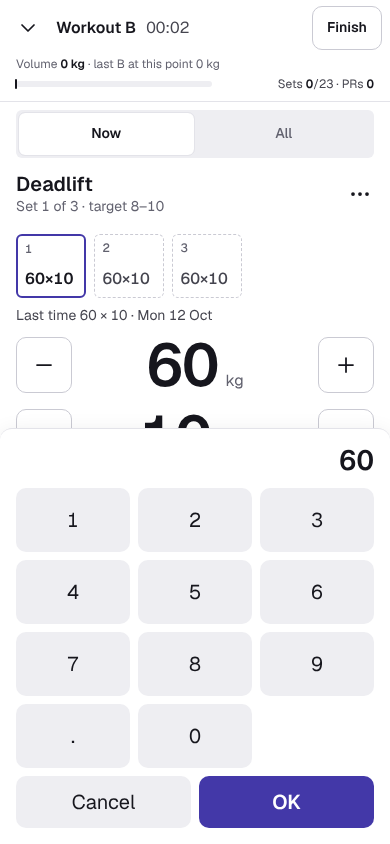 Workout B 00:02 Finish
Volume 0 kg · last B at this point 0 kg
Sets 0/23 · PRs 0
Now All
Deadlift
Set 1 of 3 · target 8–10
1 2 3
60×10 60×10 60×10
Last time 60 × 10 · Mon 12 Oct
− 60 kg +
10
60
1 2 3
4 5 6
7 8 9
. 0
Cancel OK